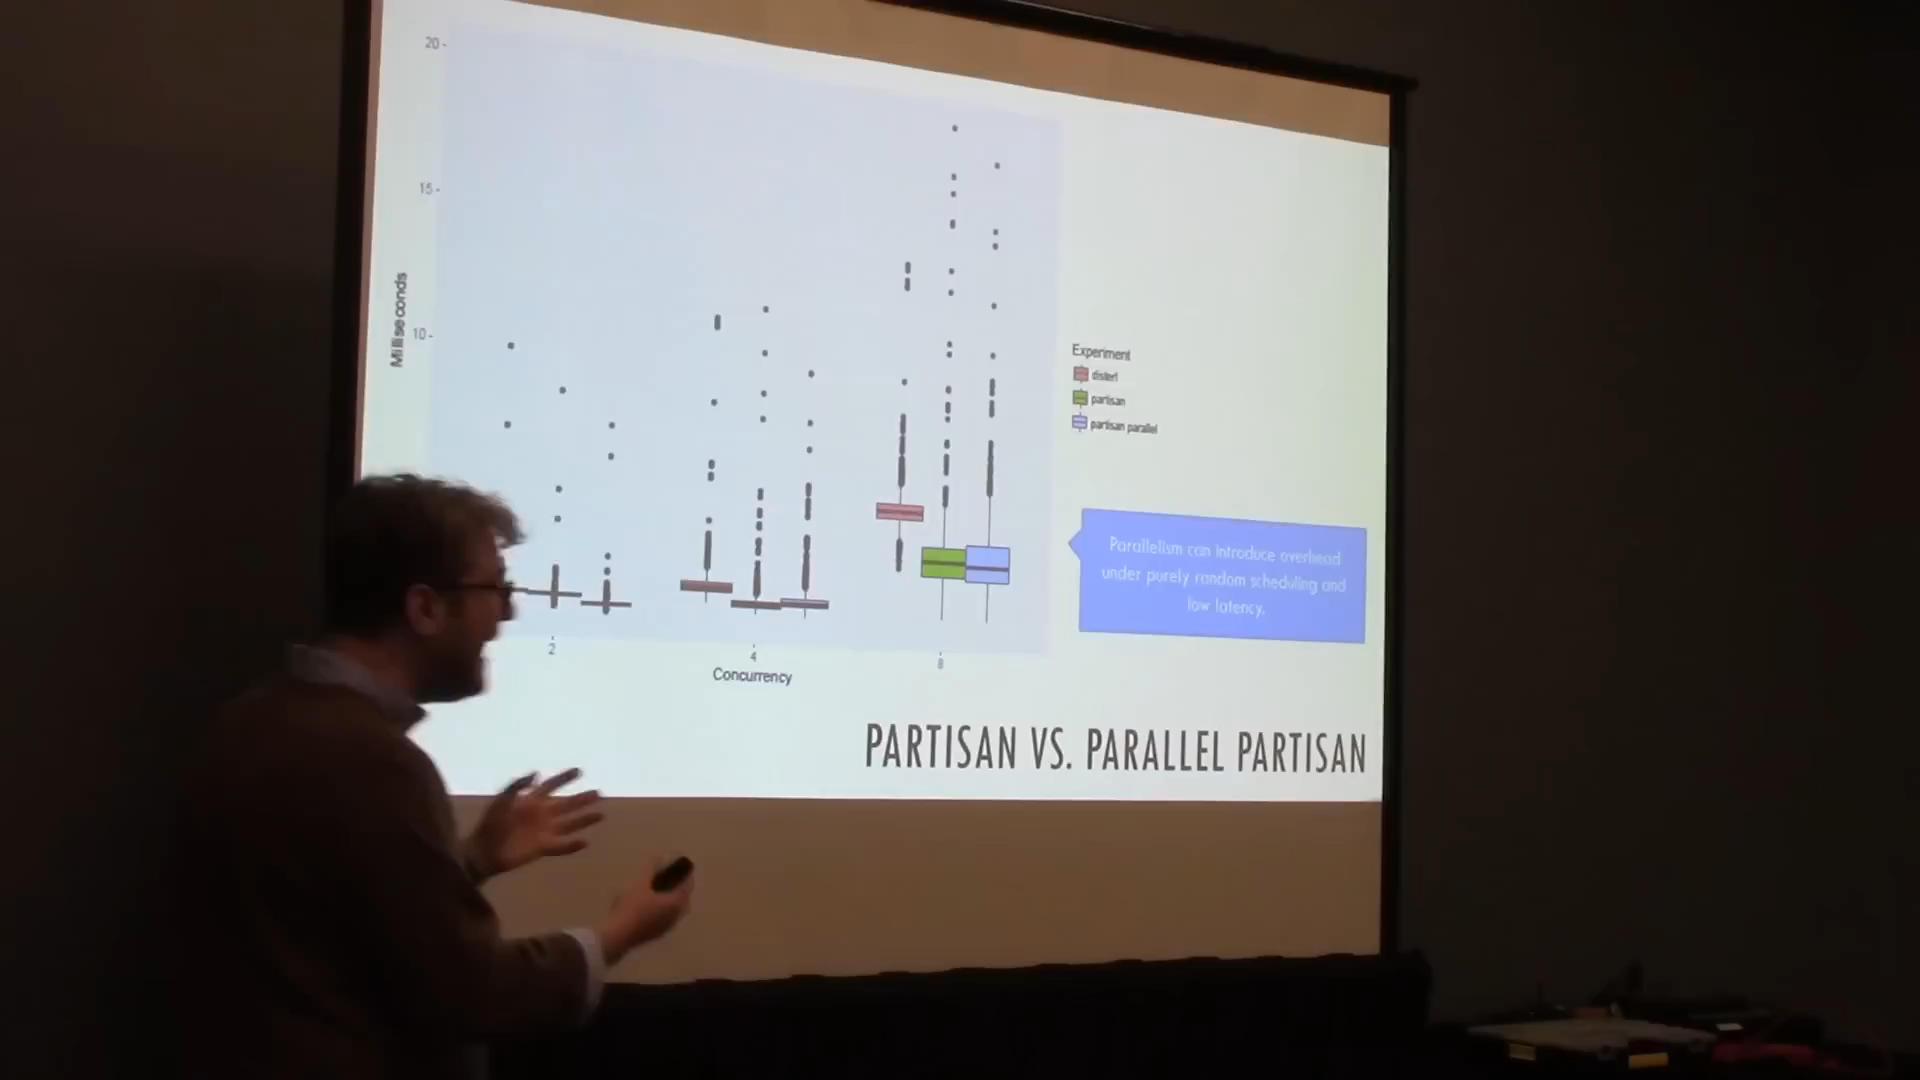 20
15
10
Milliseconds
2
4
8
Concurrency
Experiment
disterl
partisan
partisan parallel
Parallelism can introduce overhead
under purely random scheduling and
low latency.
PARTISAN VS. PARALLEL PARTISAN